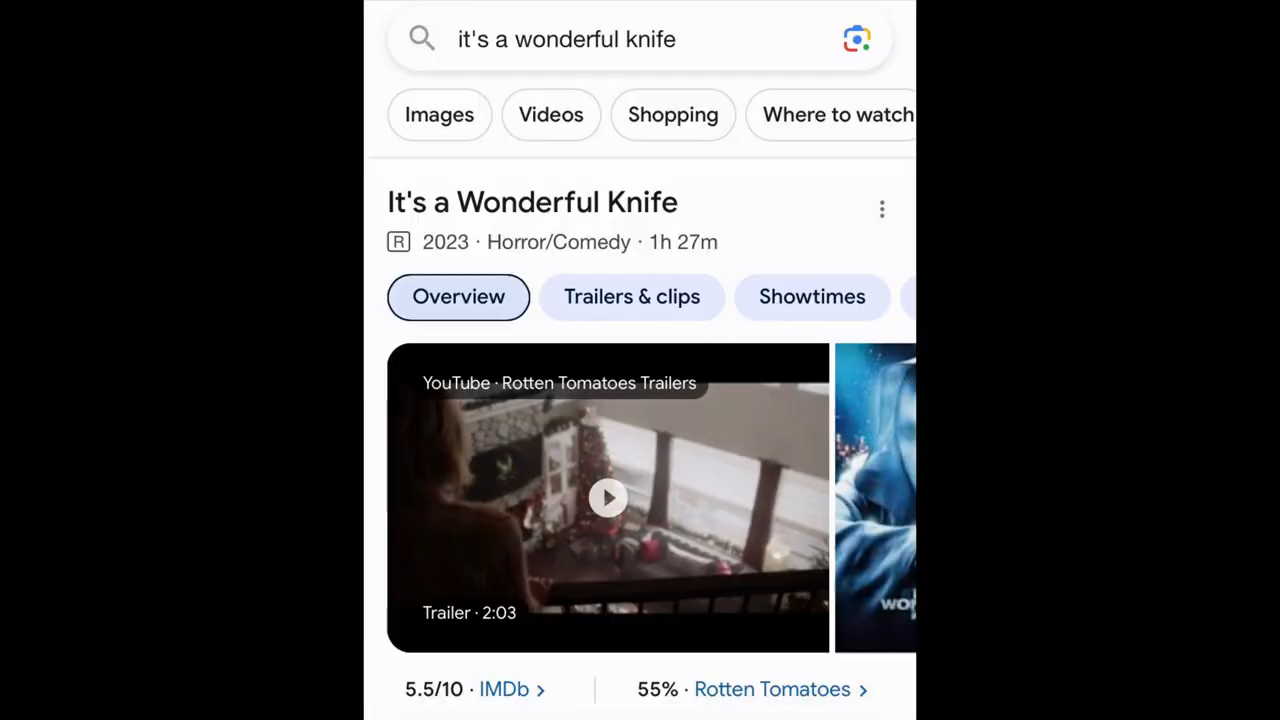 it's a wonderful knife
Images Videos Shopping Where to watch
It's a Wonderful Knife
R 2023 · Horror/Comedy · 1h 27m
Overview Trailers & clips Showtimes
YouTube · Rotten Tomatoes Trailers
Trailer · 2:03
5.5/10 · IMDb > 55% · Rotten Tomatoes >